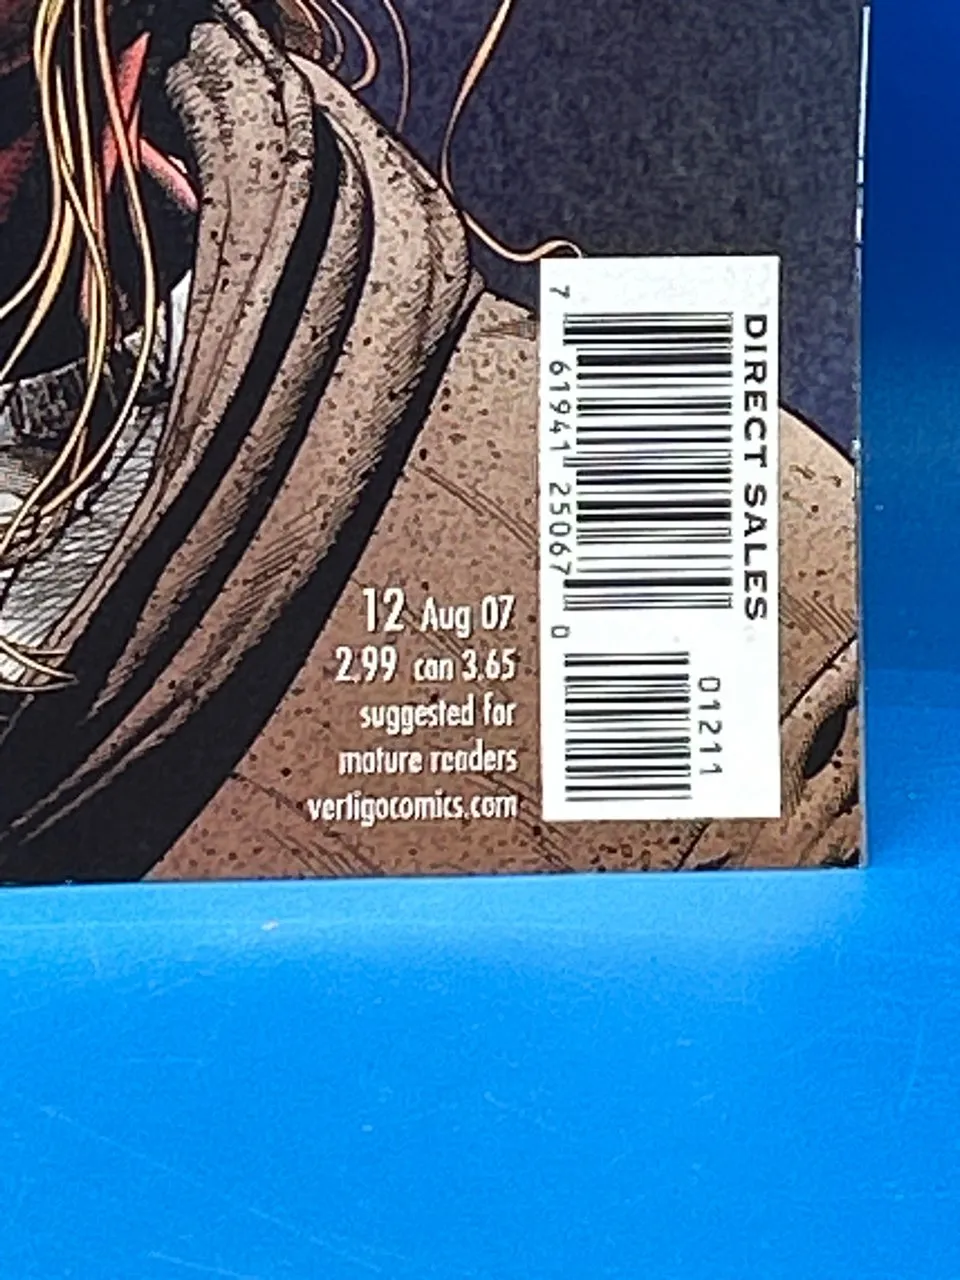 12 Aug 07
2.99 can 3.65
suggested for
mature readers
vertigocomics.com
DIRECT SALES
7 61941 25067 0
01211